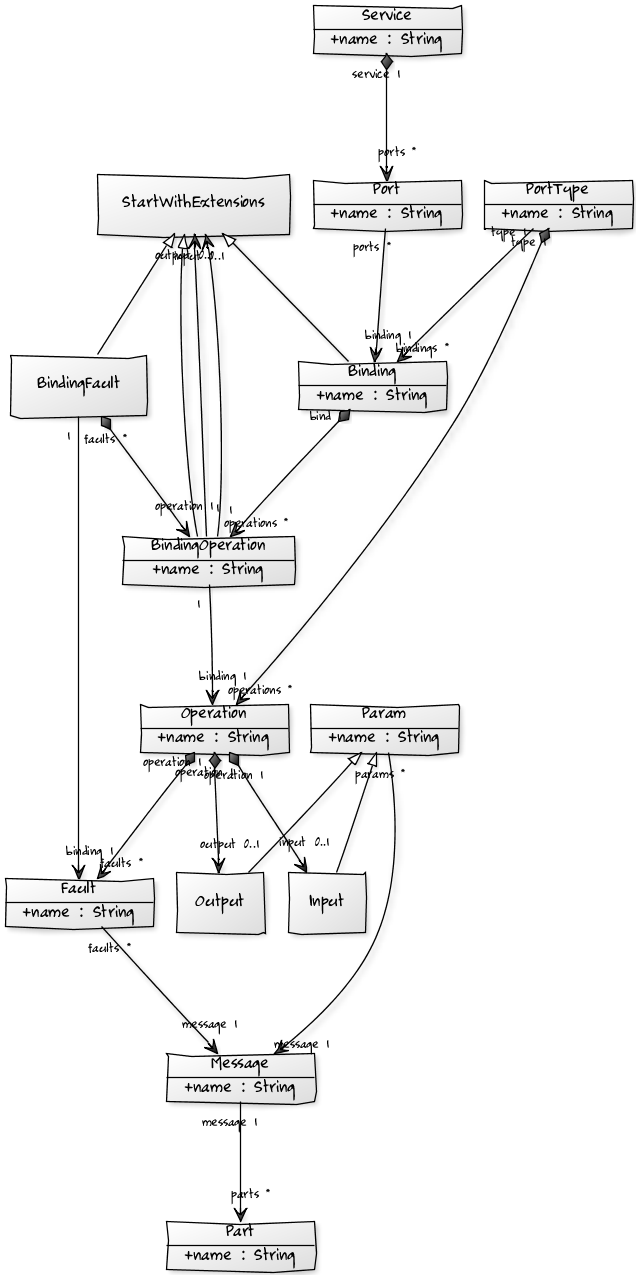 Service
+name : String
service 1
ports *
Port
+name : String
PortType
+name : String
StartWithExtensions
type 1
type 1
ports *
binding 1
bindings *
BindingFault
Binding
+name : String
bind
1
faults *
operation 1
1
1
operations *
BindingOperation
+name : String
1
binding 1
operations *
Operation
+name : String
Param
+name : String
operation 1
operation
operation 1
params *
output 0..1
input 0..1
binding 1
faults *
Fault
+name : String
Output
Input
faults *
message 1
message 1
Message
+name : String
message 1
parts *
Part
+name : String